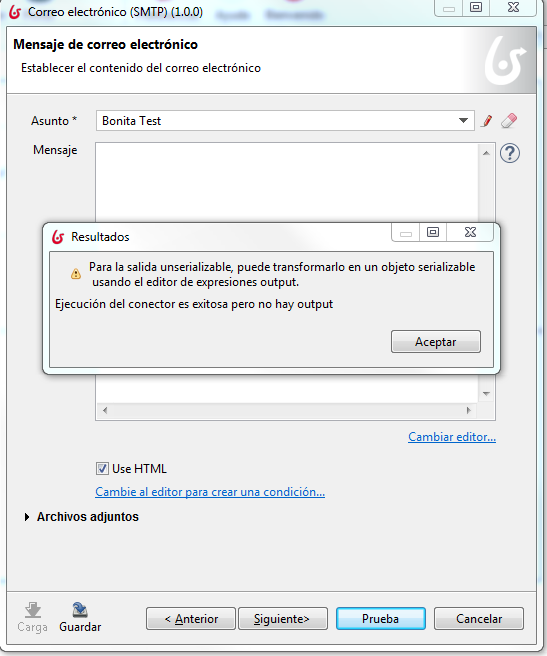 Correo electrónico (SMTP) (1.0.0)
Mensaje de correo electrónico
Establecer el contenido del correo electrónico
Asunto *
Bonita Test
Mensaje
Resultados
Para la salida unserializable, puede transformarlo en un objeto serializable
usando el editor de expresiones output.
Ejecución del conector es exitosa pero no hay output
Aceptar
Cambiar editor...
Use HTML
Cambie al editor para crear una condición...
Archivos adjuntos
Carga
Guardar
< Anterior
Siguiente>
Prueba
Cancelar